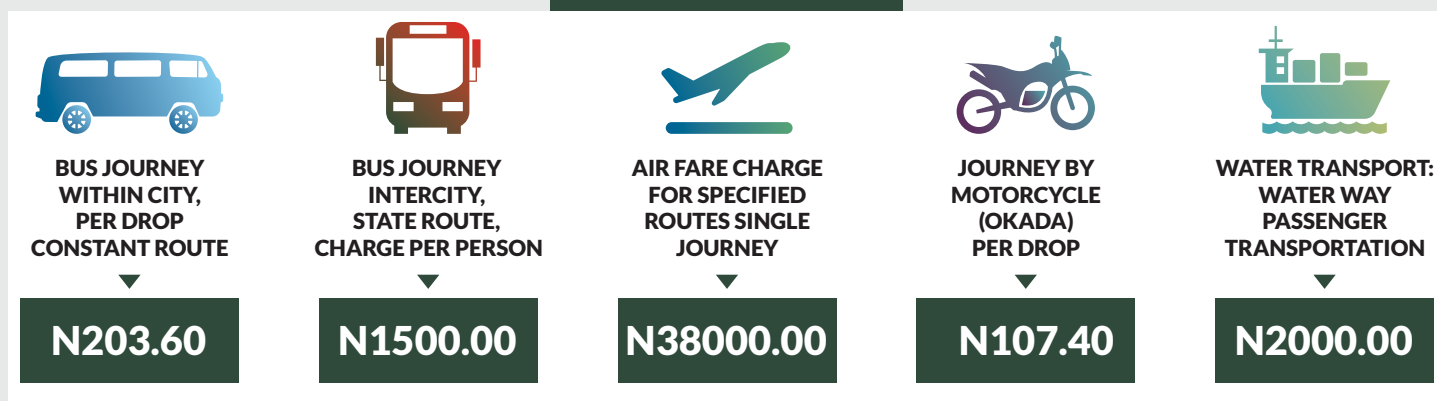 BUS JOURNEY
WITHIN CITY,
PER DROP
CONSTANT ROUTE
N203.60
BUS JOURNEY
INTERCITY,
STATE ROUTE,
CHARGE PER PERSON
N1500.00
AIR FARE CHARGE
FOR SPECIFIED
ROUTES SINGLE
JOURNEY
N38000.00
JOURNEY BY
MOTORCYCLE
(OKADA)
PER DROP
N107.40
WATER TRANSPORT:
WATER WAY
PASSENGER
TRANSPORTATION
N2000.00